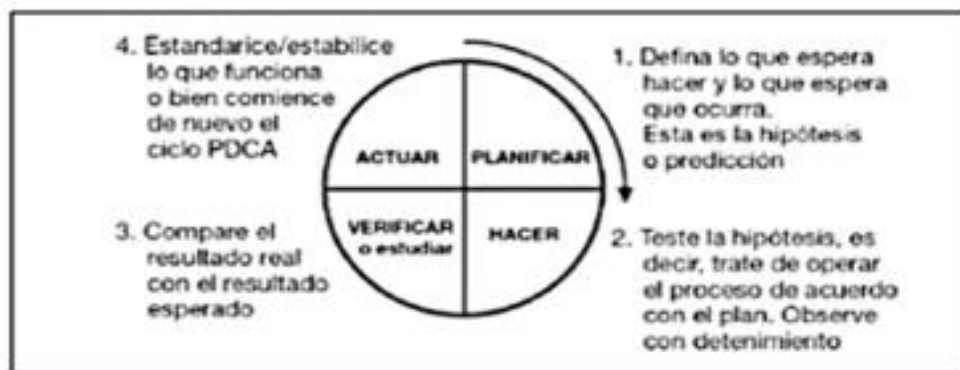 4. Estandarice/estabilice
lo que funciona
o bien comience
de nuevo el
ciclo PDCA
ACTUAR
PLANIFICAR
1. Defina lo que espera
hacer y lo que espera
que ocurra.
Esta es la hipótesis
o predicción
3. Compare el
resultado real
con el resultado
esperado
VERIFICAR
o estudiar
HACER
2. Teste la hipótesis, es
decir, trate de operar
el proceso de acuerdo
con el plan. Observe
con detenimiento